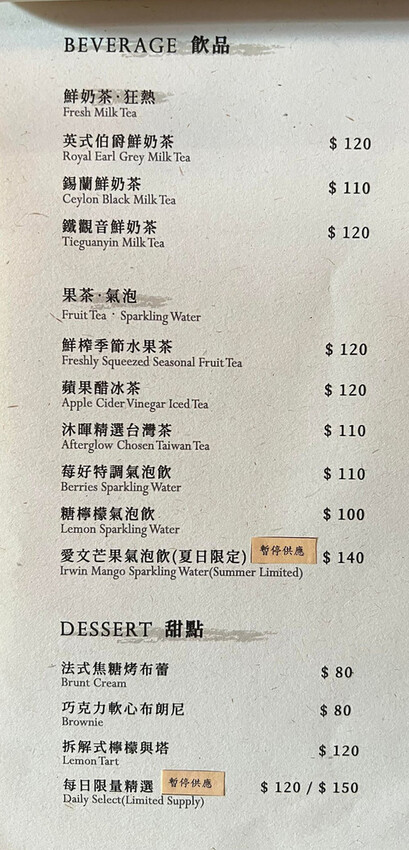 BEVERAGE 飲品
鮮奶茶·狂熱
Fresh Milk Tea
英式伯爵鮮奶茶 $ 120
Royal Earl Grey Milk Tea
錫蘭鮮奶茶 $ 110
Ceylon Black Milk Tea
鐵觀音鮮奶茶 $ 120
Tieguanyin Milk Tea
果茶·氣泡
Fruit Tea · Sparkling Water
鮮榨季節水果茶 $ 120
Freshly Squeezed Seasonal Fruit Tea
蘋果醋冰茶 $ 120
Apple Cider Vinegar Iced Tea
沐暉精選台灣茶 $ 110
Afterglow Chosen Taiwan Tea
莓好特調氣泡飲 $ 110
Berries Sparkling Water
糖檸檬氣泡飲 $ 100
Lemon Sparkling Water
愛文芒果氣泡飲(夏日限定) 暫停供應 $ 140
Irwin Mango Sparkling Water(Summer Limited)
DESSERT 甜點
法式焦糖烤布蕾 $ 80
Brunt Cream
巧克力軟心布朗尼 $ 80
Brownie
拆解式檸檬與塔 $ 120
Lemon Tart
每日限量精選 暫停供應 $ 120 / $ 150
Daily Select(Limited Supply)